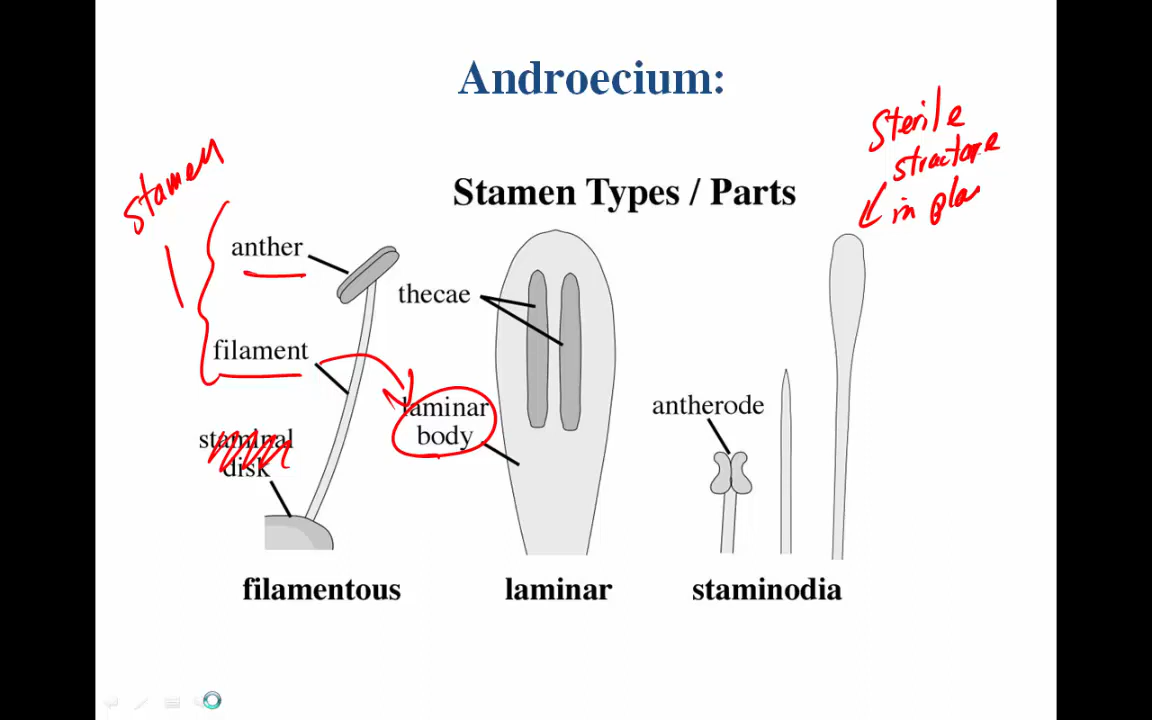 Androecium:
Sterile
structure
in pla
stamen
Stamen Types / Parts
anther
thecae
filament
laminar
body
antherode
staminal
disk
filamentous
laminar
staminodia